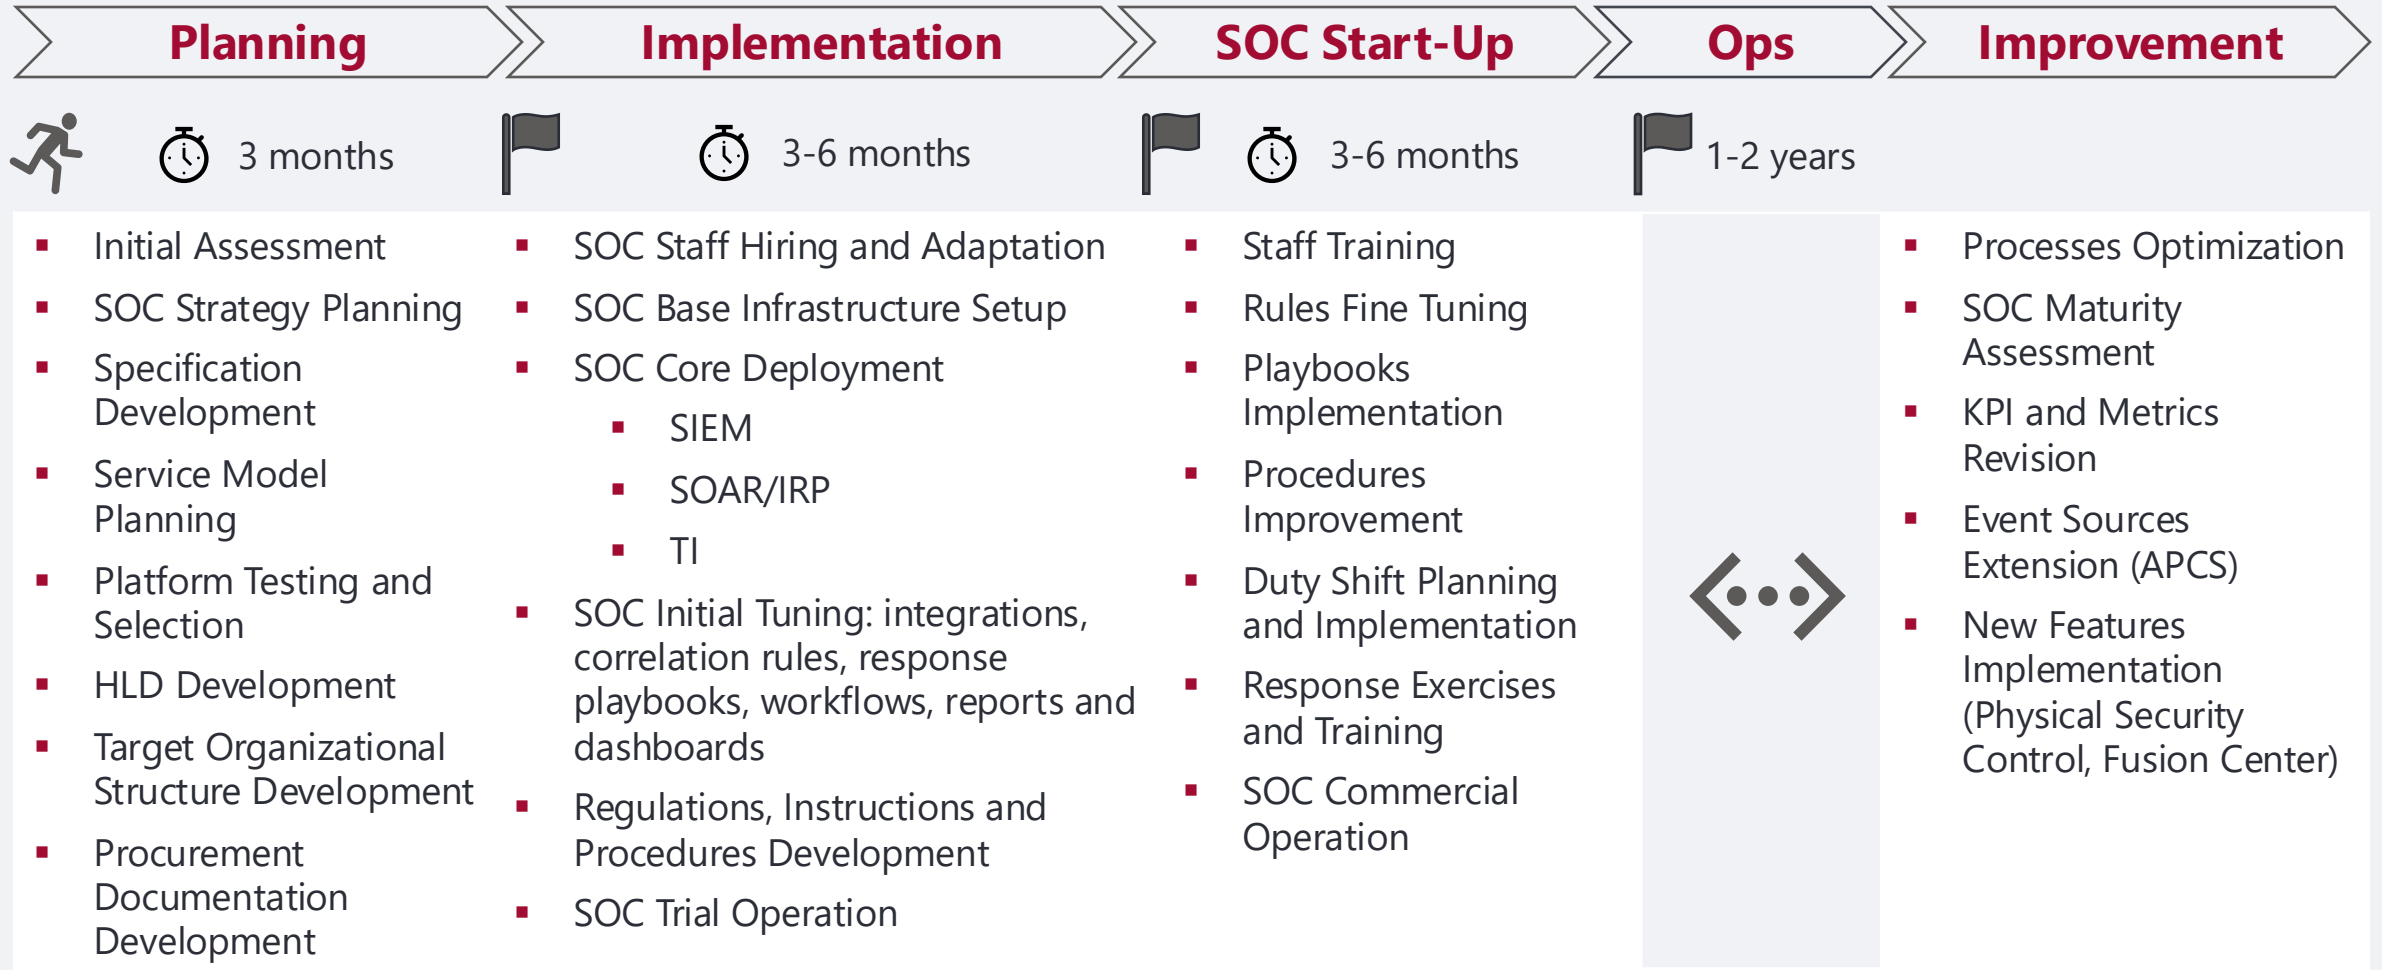 Planning
Implementation
SOC Start-Up
Ops
Improvement
3 months
3-6 months
3-6 months
1-2 years
Initial Assessment
SOC Strategy Planning
Specification
Development
Service Model
Planning
Platform Testing and
Selection
HLD Development
Target Organizational
Structure Development
Procurement
Documentation
Development
SOC Staff Hiring and Adaptation
SOC Base Infrastructure Setup
SOC Core Deployment
SIEM
SOAR/IRP
TI
SOC Initial Tuning: integrations,
correlation rules, response
playbooks, workflows, reports and
dashboards
Regulations, Instructions and
Procedures Development
SOC Trial Operation
Staff Training
Rules Fine Tuning
Playbooks
Implementation
Procedures
Improvement
Duty Shift Planning
and Implementation
Response Exercises
and Training
SOC Commercial
Operation
Processes Optimization
SOC Maturity
Assessment
KPI and Metrics
Revision
Event Sources
Extension (APCS)
New Features
Implementation
(Physical Security
Control, Fusion Center)